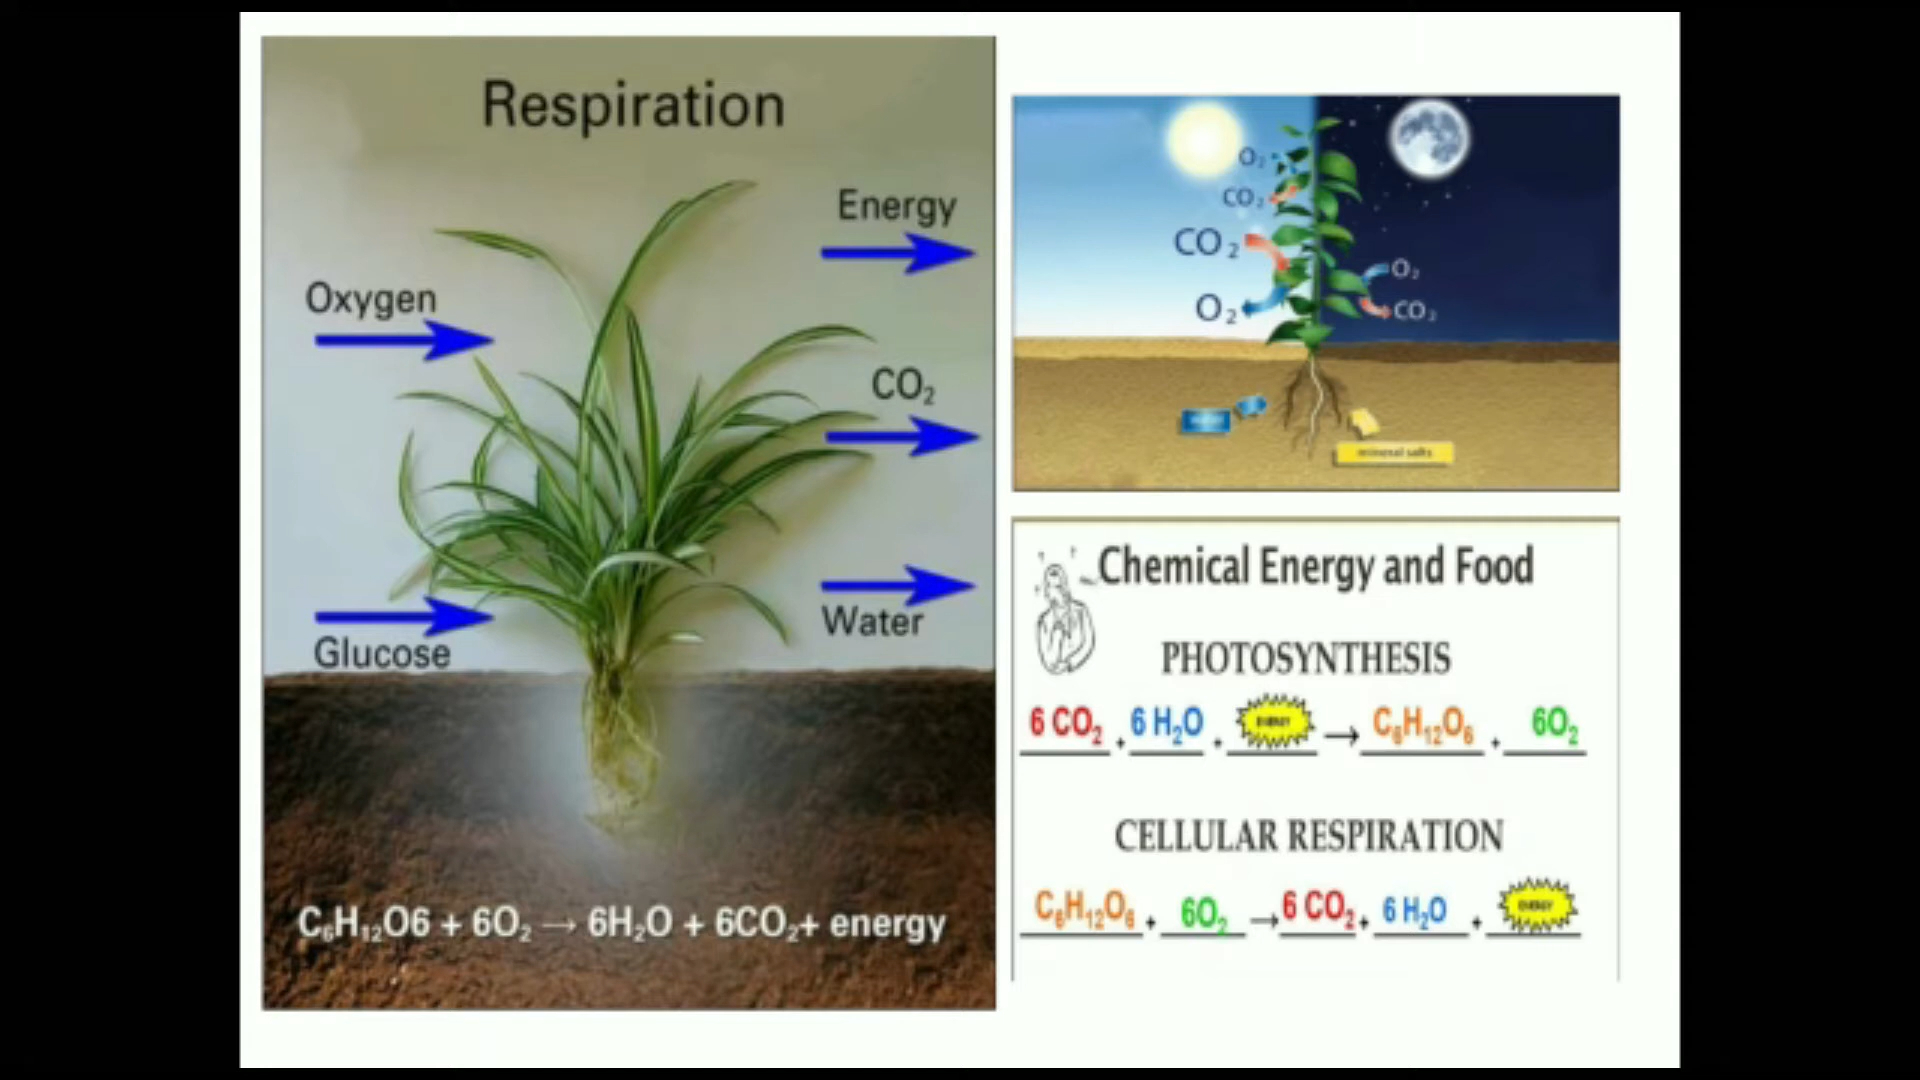 Respiration
Energy
Oxygen
CO₂
Water
Glucose
C₆H₁₂O6 + 6O₂ → 6H₂O + 6CO₂+ energy
O₂
CO₂
CO₂
O₂
O₂
CO₂
mineral salts
Chemical Energy and Food
PHOTOSYNTHESIS
6 CO₂ + 6 H₂O + ENERGY → C₆H₁₂O₆ + 6O₂
CELLULAR RESPIRATION
C₆H₁₂O₆ + 6O₂ → 6 CO₂ + 6 H₂O + ENERGY